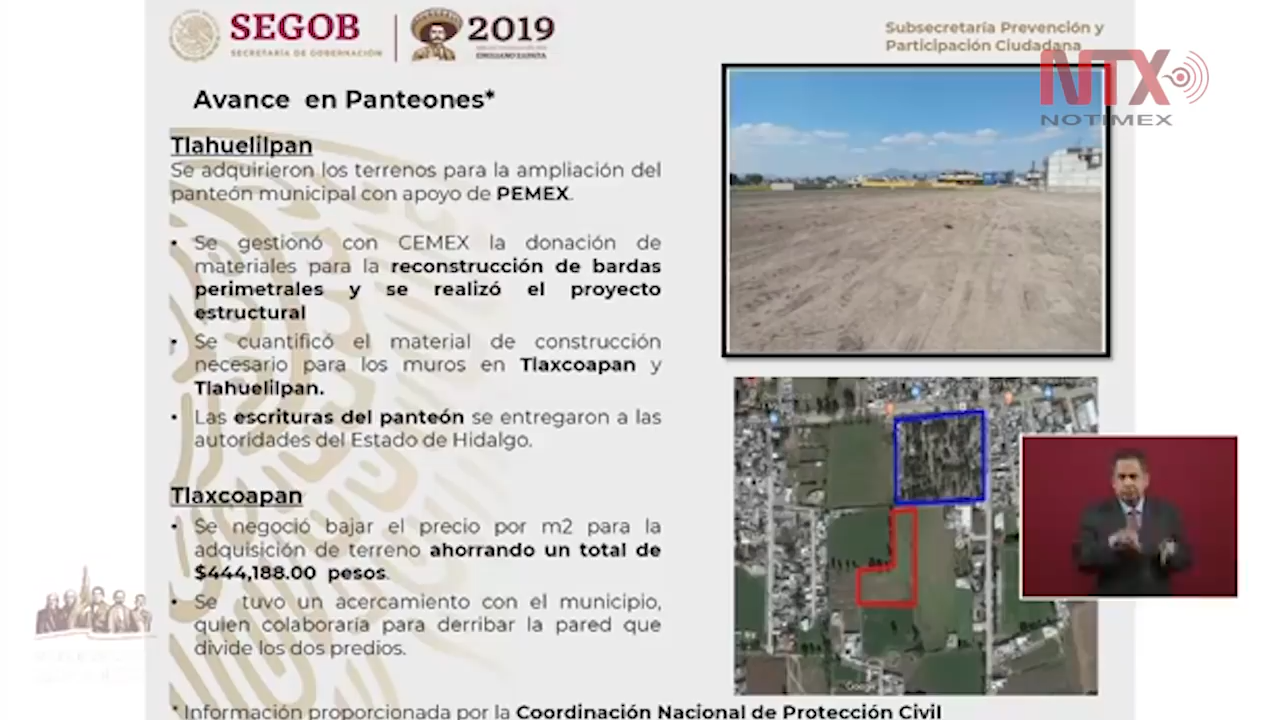 SEGOB
SECRETARÍA DE GOBERNACIÓN
2019
EMILIANO ZAPATA
Subsecretaría Prevención y
Participación Ciudadana
NTX
NOTIMEX
Avance en Panteones*
Tlahuelilpan
Se adquirieron los terrenos para la ampliación del
panteón municipal con apoyo de PEMEX.
• Se gestionó con CEMEX la donación de
materiales para la reconstrucción de bardas
perimetrales y se realizó el proyecto
estructural
• Se cuantificó el material de construcción
necesario para los muros en Tlaxcoapan y
Tlahuelilpan.
• Las escrituras del panteón se entregaron a las
autoridades del Estado de Hidalgo.
Tlaxcoapan
• Se negoció bajar el precio por m2 para la
adquisición de terreno ahorrando un total de
$444,188.00 pesos.
• Se tuvo un acercamiento con el municipio,
quien colaboraría para derribar la pared que
divide los dos predios.
Google
* Información proporcionada por la Coordinación Nacional de Protección Civil